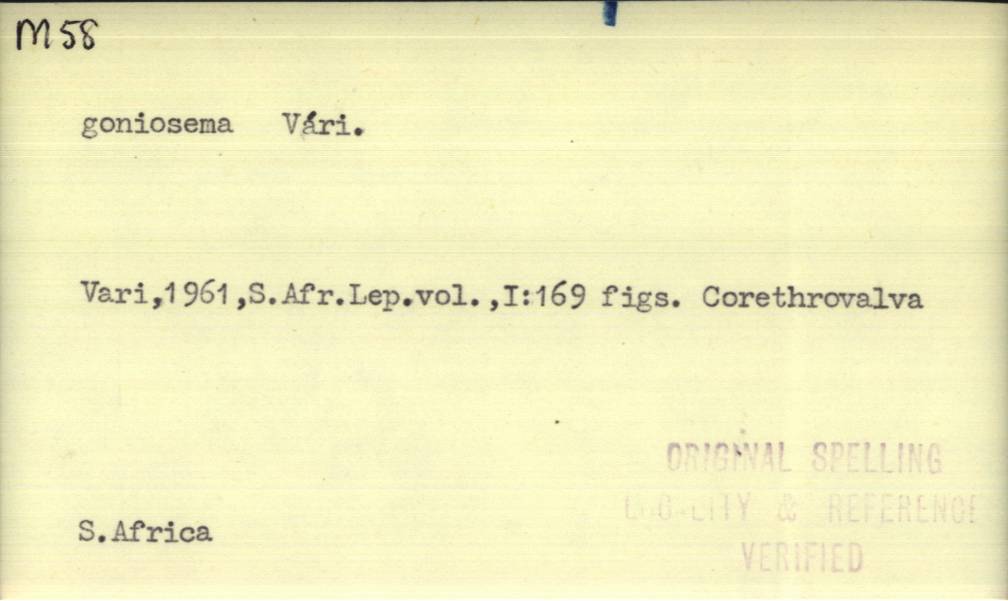 M58
goniosema Vári.
Vari,1961,S.Afr.Lep.vol.,I:169 figs. Corethrovalva
ORIGINAL SPELLING
LOCALITY & REFERENCE
VERIFIED
S.Africa